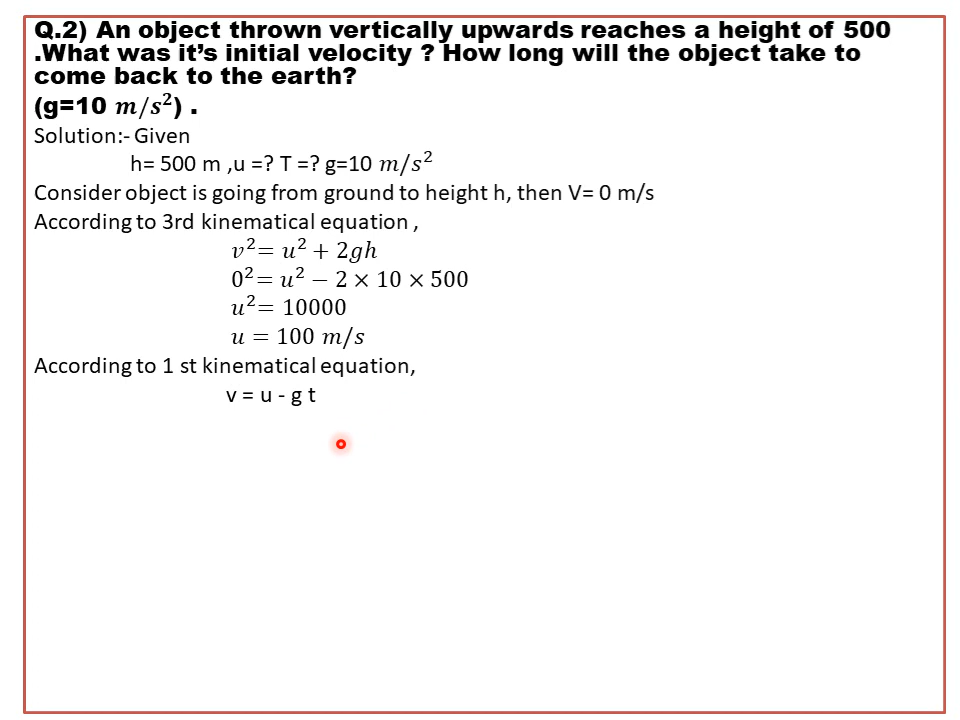 Q.2) An object thrown vertically upwards reaches a height of 500
.What was it’s initial velocity ? How long will the object take to
come back to the earth?
(g=10 m/s²) .
Solution:- Given
h= 500 m ,u =? T =? g=10 m/s²
Consider object is going from ground to height h, then V= 0 m/s
According to 3rd kinematical equation ,
v²= u² + 2gh
0²= u² − 2 × 10 × 500
u²= 10000
u = 100 m/s
According to 1 st kinematical equation,
v = u - g t